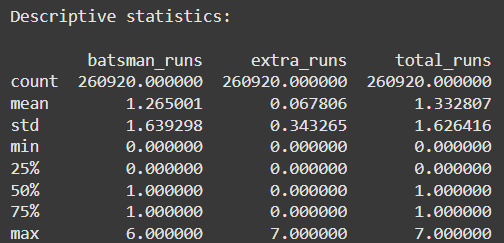 Descriptive statistics:
batsman_runs extra_runs total_runs
count 260920.000000 260920.000000 260920.000000
mean 1.265001 0.067806 1.332807
std 1.639298 0.343265 1.626416
min 0.000000 0.000000 0.000000
25% 0.000000 0.000000 0.000000
50% 1.000000 0.000000 1.000000
75% 1.000000 0.000000 1.000000
max 6.000000 7.000000 7.000000